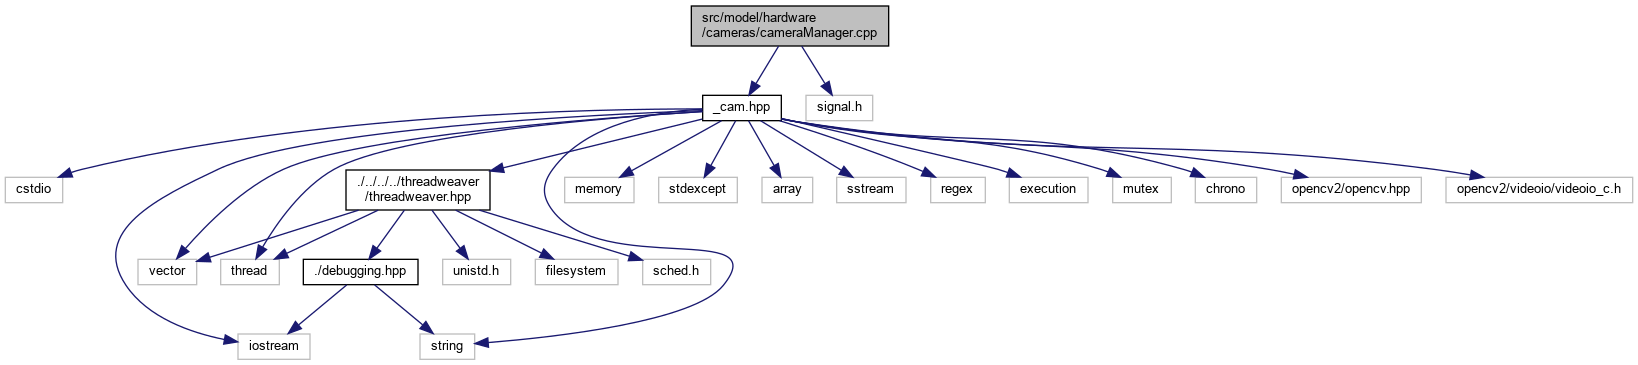 src/model/hardware
/cameras/cameraManager.cpp
_cam.hpp
signal.h
cstdio
./../../../threadweaver
/threadweaver.hpp
memory
stdexcept
array
sstream
regex
execution
mutex
chrono
opencv2/opencv.hpp
opencv2/videoio/videoio_c.h
vector
thread
./debugging.hpp
unistd.h
filesystem
sched.h
iostream
string